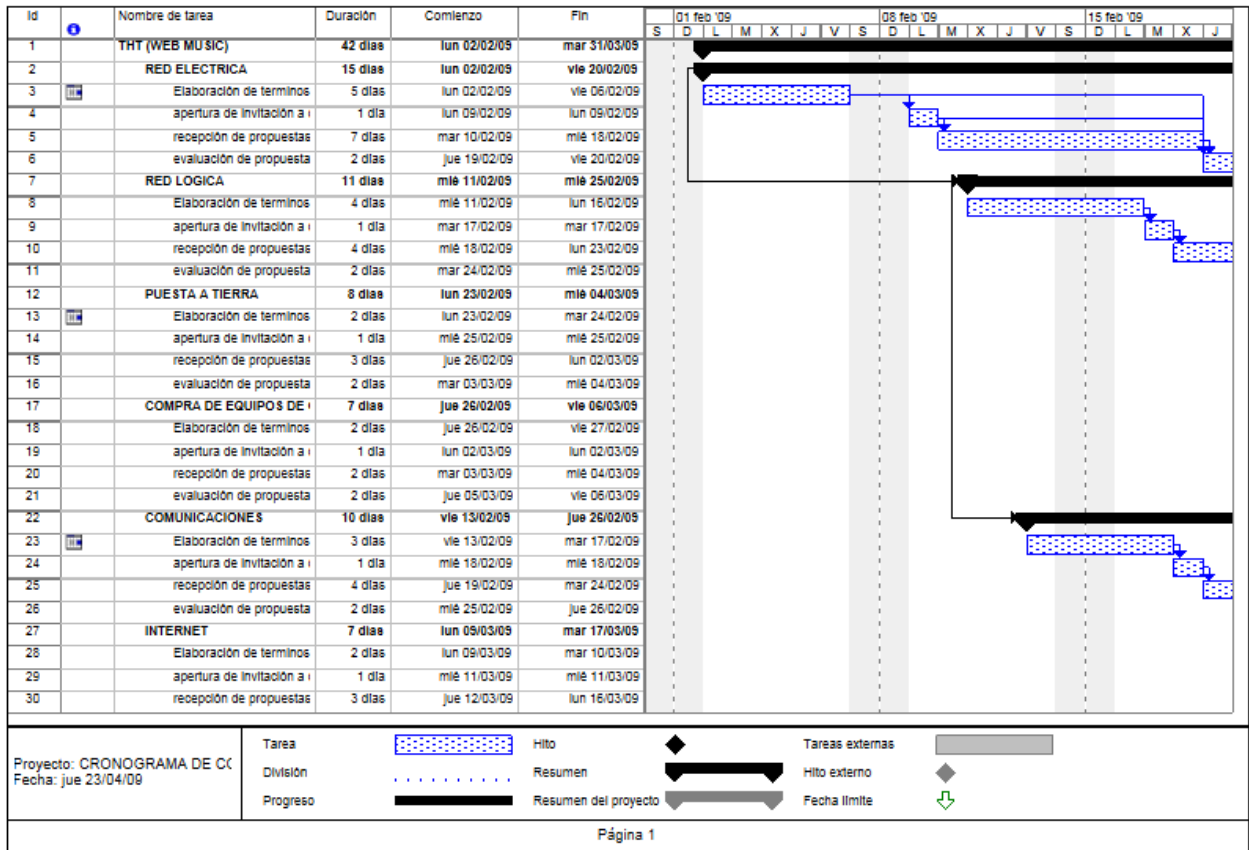 Id Nombre de tarea Duración Comienzo Fin 01 feb '09 08 feb '09 15 feb '09
S D L M X J V S D L M X J V S D L M X J
1 THT (WEB MUSIC) 42 días lun 02/02/09 mar 31/03/09
2 RED ELECTRICA 15 días lun 02/02/09 vie 20/02/09
3 Elaboración de terminos 5 días lun 02/02/09 vie 06/02/09
4 apertura de invitación a 1 día lun 09/02/09 lun 09/02/09
5 recepción de propuestas 7 días mar 10/02/09 mié 18/02/09
6 evaluación de propuesta 2 días jue 19/02/09 vie 20/02/09
7 RED LOGICA 11 días mié 11/02/09 mié 25/02/09
8 Elaboración de terminos 4 días mié 11/02/09 lun 16/02/09
9 apertura de invitación a 1 día mar 17/02/09 mar 17/02/09
10 recepción de propuestas 4 días mié 18/02/09 lun 23/02/09
11 evaluación de propuesta 2 días mar 24/02/09 mié 25/02/09
12 PUESTA A TIERRA 8 días lun 23/02/09 mié 04/03/09
13 Elaboración de terminos 2 días lun 23/02/09 mar 24/02/09
14 apertura de invitación a 1 día mié 25/02/09 mié 25/02/09
15 recepción de propuestas 3 días jue 26/02/09 lun 02/03/09
16 evaluación de propuesta 2 días mar 03/03/09 mié 04/03/09
17 COMPRA DE EQUIPOS DE 7 días jue 26/02/09 vie 06/03/09
18 Elaboración de terminos 2 días jue 26/02/09 vie 27/02/09
19 apertura de invitación a 1 día lun 02/03/09 lun 02/03/09
20 recepción de propuestas 2 días mar 03/03/09 mié 04/03/09
21 evaluación de propuesta 2 días jue 05/03/09 vie 06/03/09
22 COMUNICACIONES 10 días vie 13/02/09 jue 26/02/09
23 Elaboración de terminos 3 días vie 13/02/09 mar 17/02/09
24 apertura de invitación a 1 día mié 18/02/09 mié 18/02/09
25 recepción de propuestas 4 días jue 19/02/09 mar 24/02/09
26 evaluación de propuesta 2 días mié 25/02/09 jue 26/02/09
27 INTERNET 7 días lun 09/03/09 mar 17/03/09
28 Elaboración de terminos 2 días lun 09/03/09 mar 10/03/09
29 apertura de invitación a 1 día mié 11/03/09 mié 11/03/09
30 recepción de propuestas 3 días jue 12/03/09 lun 16/03/09
Proyecto: CRONOGRAMA DE
Fecha: jue 23/04/09
Tarea Hito Tareas externas
División Resumen Hito externo
Progreso Resumen del proyecto Fecha límite
Página 1